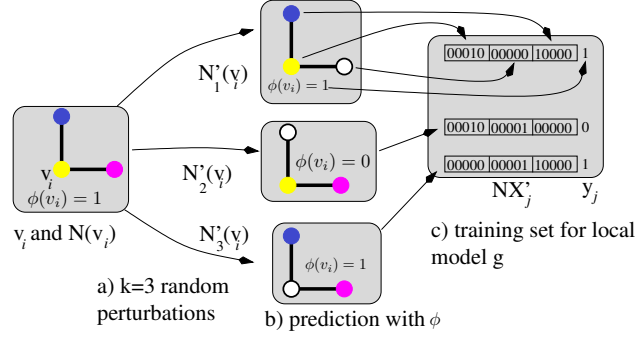 N'₁(vᵢ)
ϕ(vᵢ) = 1
00010 00000 10000 1
vᵢ
ϕ(vᵢ) = 1
N'₂(vᵢ)
ϕ(vᵢ) = 0
00010 00001 00000 0
00000 00001 10000 1
NX'ⱼ yⱼ
vᵢ and N(vᵢ)
N'₃(vᵢ)
ϕ(vᵢ) = 1
c) training set for local
model g
a) k=3 random
perturbations
b) prediction with ϕ